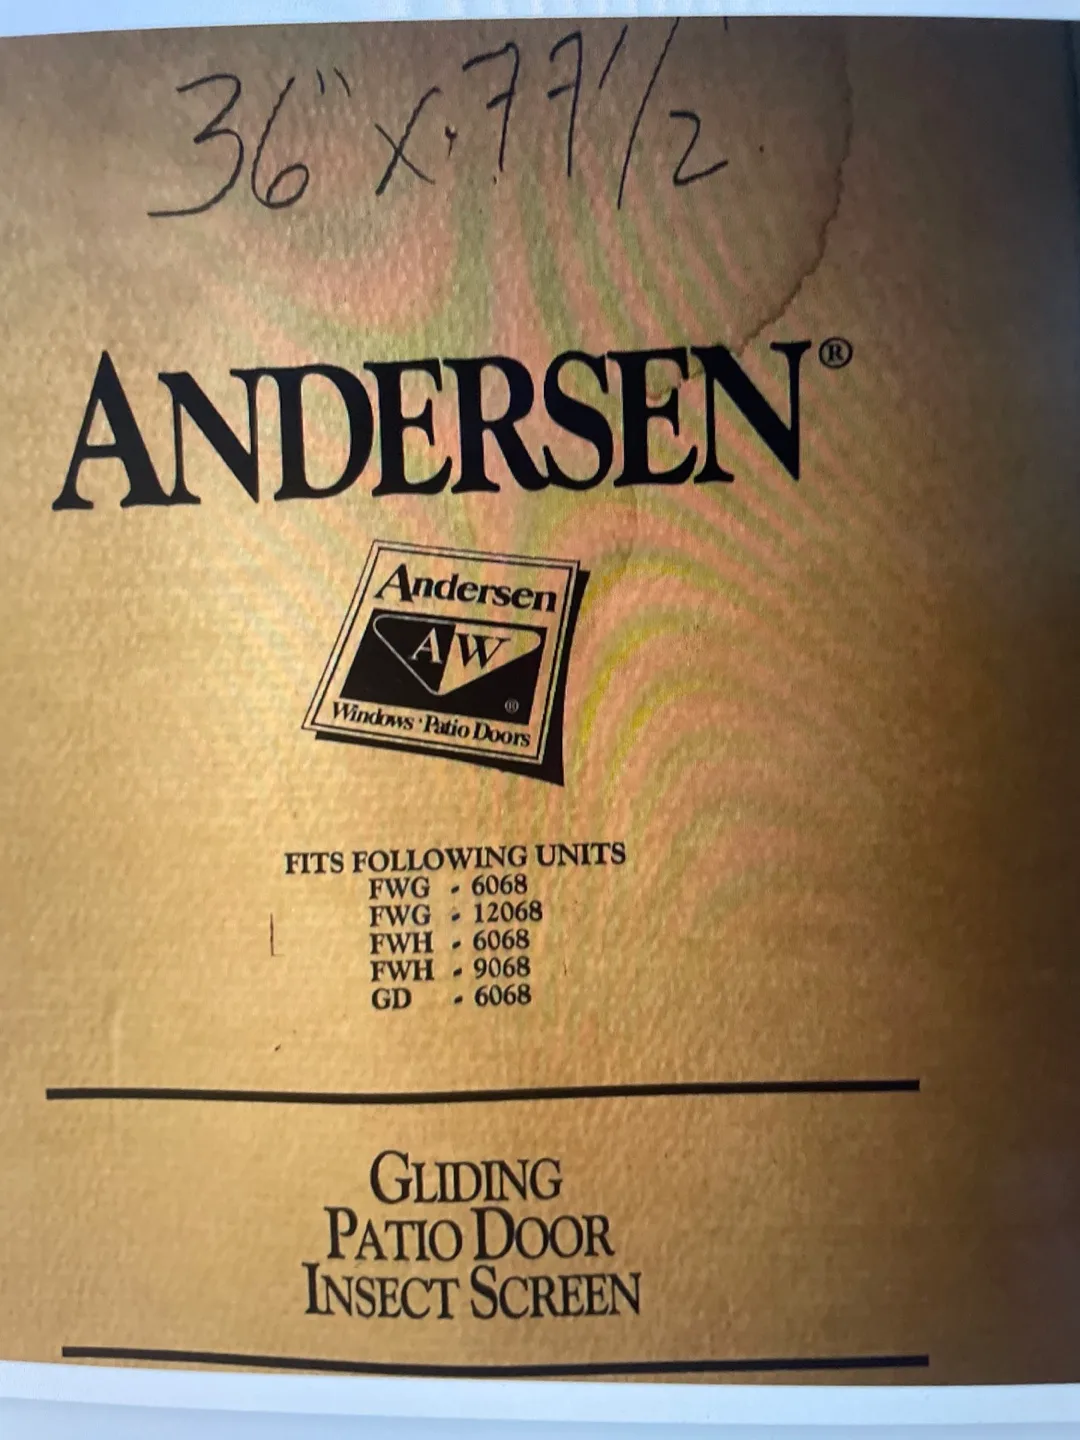 36" x 77 1/2
ANDERSEN®
Andersen
AW
®
Windows · Patio Doors
FITS FOLLOWING UNITS
FWG - 6068
FWG - 12068
FWH - 6068
FWH - 9068
GD - 6068
GLIDING
PATIO DOOR
INSECT SCREEN